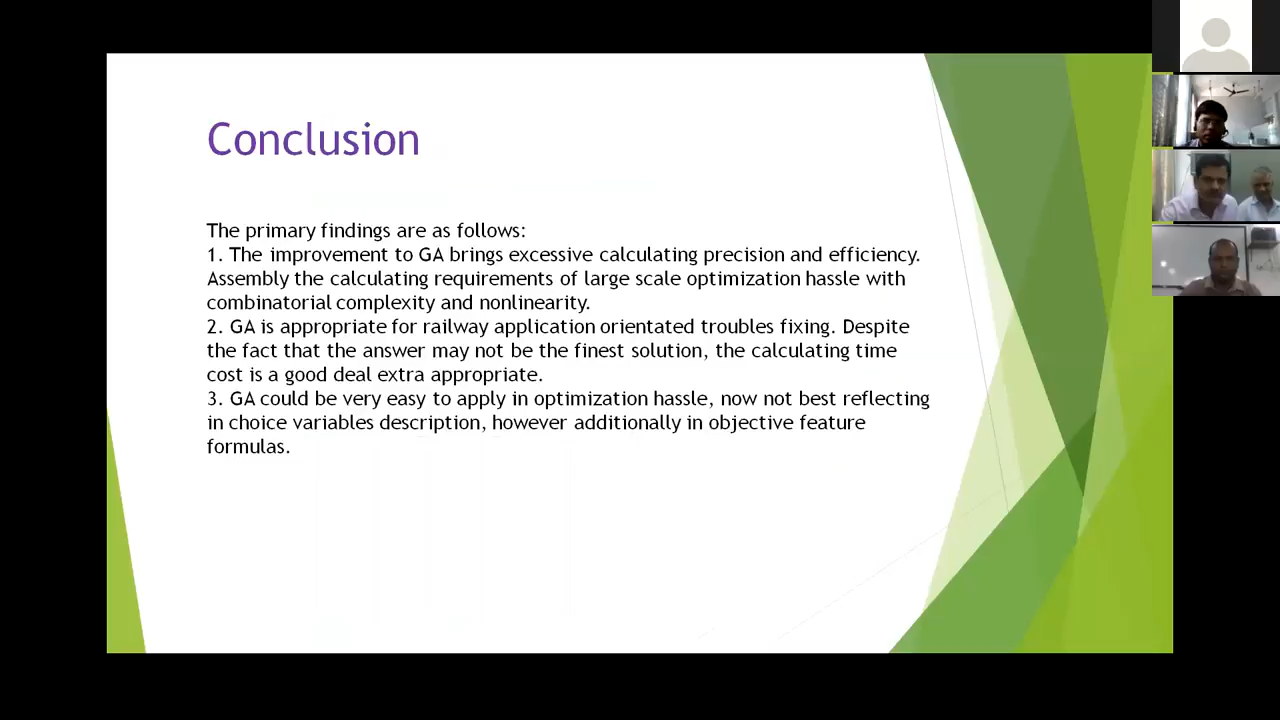 Conclusion
The primary findings are as follows:
1. The improvement to GA brings excessive calculating precision and efficiency.
Assembly the calculating requirements of large scale optimization hassle with
combinatorial complexity and nonlinearity.
2. GA is appropriate for railway application orientated troubles fixing. Despite
the fact that the answer may not be the finest solution, the calculating time
cost is a good deal extra appropriate.
3. GA could be very easy to apply in optimization hassle, now not best reflecting
in choice variables description, however additionally in objective feature
formulas.